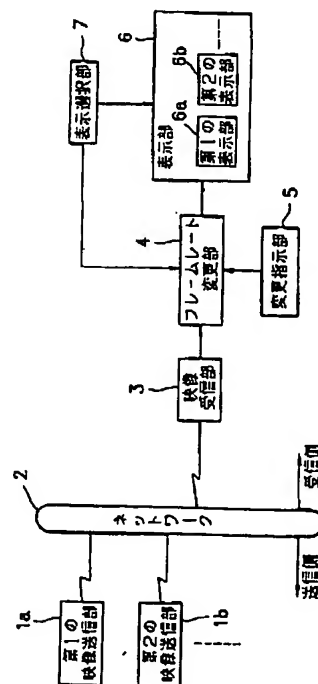 1a
第1の
映像送信部
第2の
映像送信部
1b
2
ネットワーク
送信側
受信側
3
映像
受信部
4
フレームレート
変更部
5
変更指示部
7
表示選択部
6
表示部
6a
第1の
表示部
6b
第2の
表示部